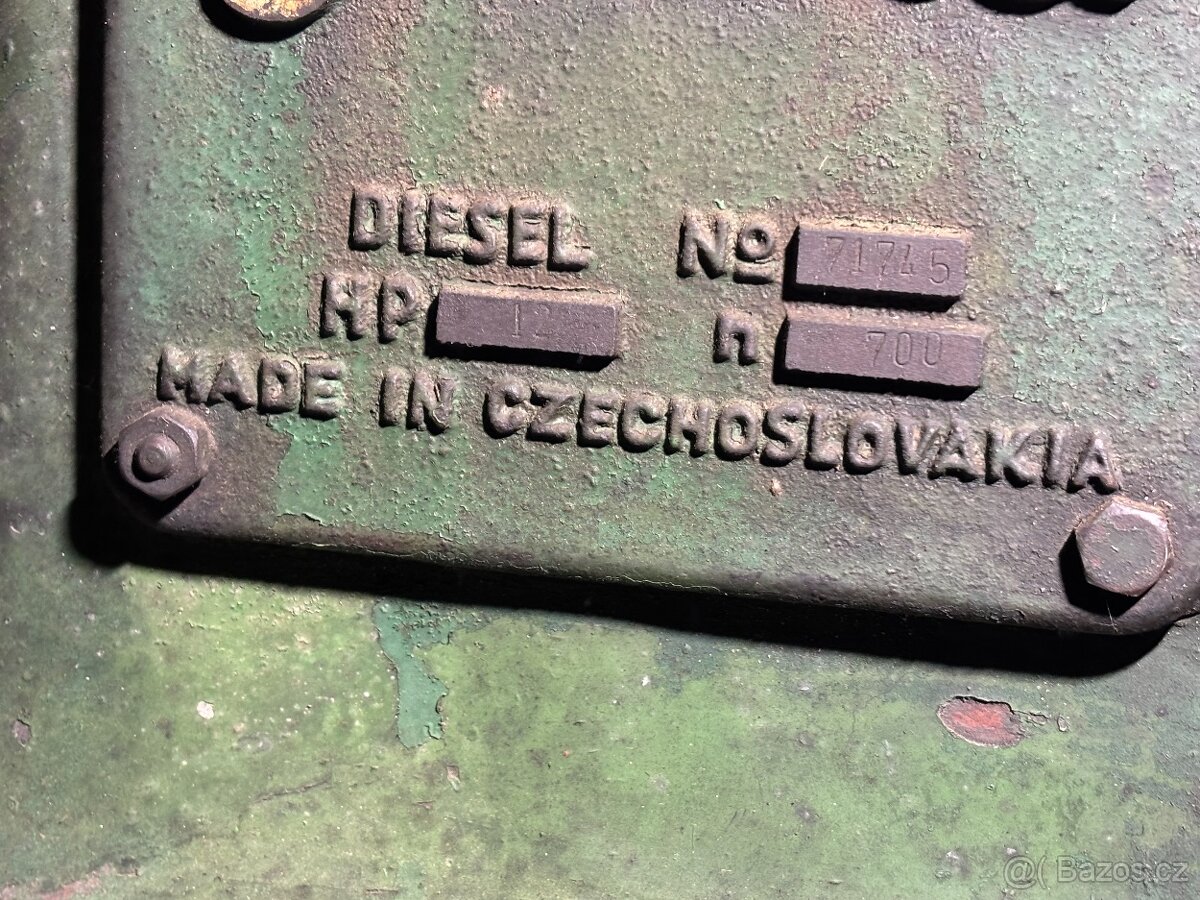 DIESEL Nº 71745
HP 12 n 700
MADE IN CZECHOSLOVAKIA
@( Bazos.cz